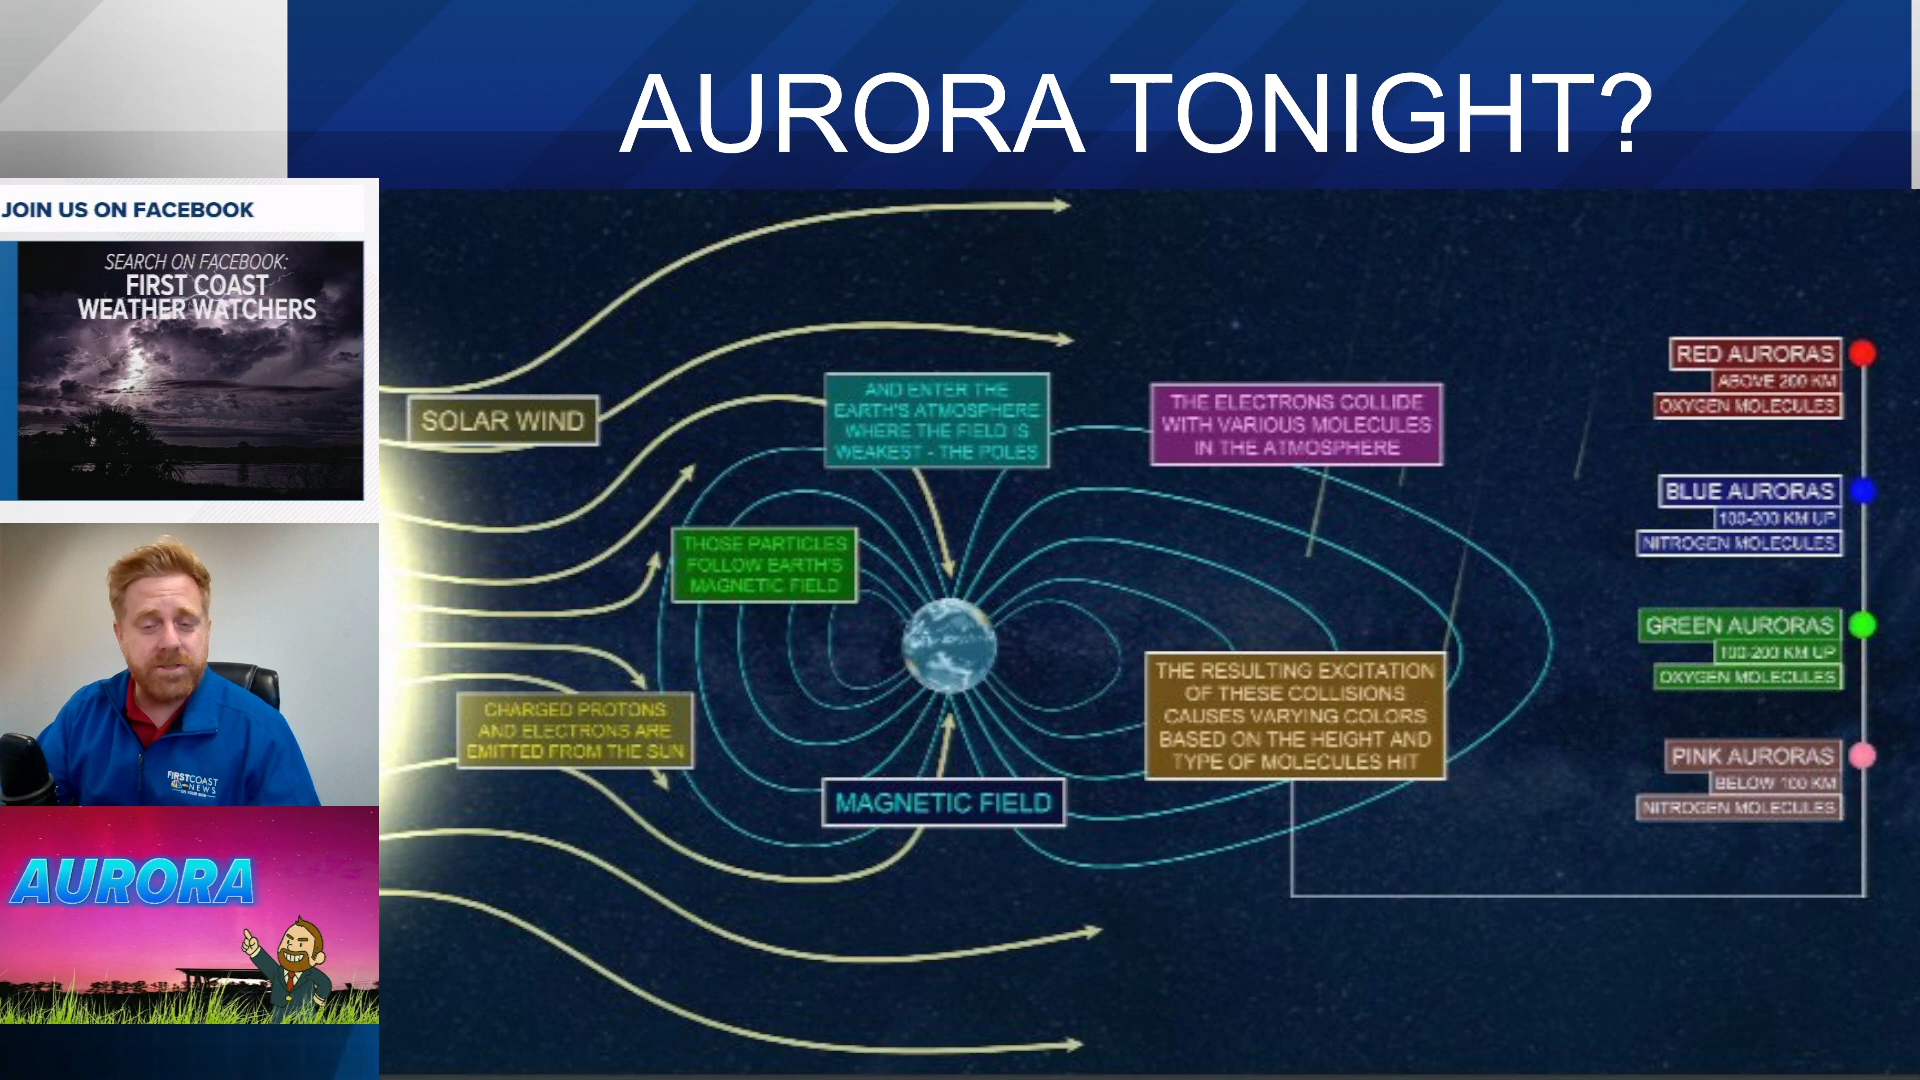 AURORA TONIGHT?
JOIN US ON FACEBOOK
SEARCH ON FACEBOOK:
FIRST COAST
WEATHER WATCHERS
FIRSTCOAST
NEWS
AURORA
SOLAR WIND
CHARGED PROTONS
AND ELECTRONS ARE
EMITTED FROM THE SUN
THOSE PARTICLES
FOLLOW EARTH'S
MAGNETIC FIELD
AND ENTER THE
EARTH'S ATMOSPHERE
WHERE THE FIELD IS
WEAKEST - THE POLES
MAGNETIC FIELD
THE ELECTRONS COLLIDE
WITH VARIOUS MOLECULES
IN THE ATMOSPHERE
THE RESULTING EXCITATION
OF THESE COLLISIONS
CAUSES VARYING COLORS
BASED ON THE HEIGHT AND
TYPE OF MOLECULES HIT
RED AURORAS
ABOVE 200 KM
OXYGEN MOLECULES
BLUE AURORAS
100-200 KM UP
NITROGEN MOLECULES
GREEN AURORAS
100-200 KM UP
OXYGEN MOLECULES
PINK AURORAS
BELOW 100 KM
NITROGEN MOLECULES